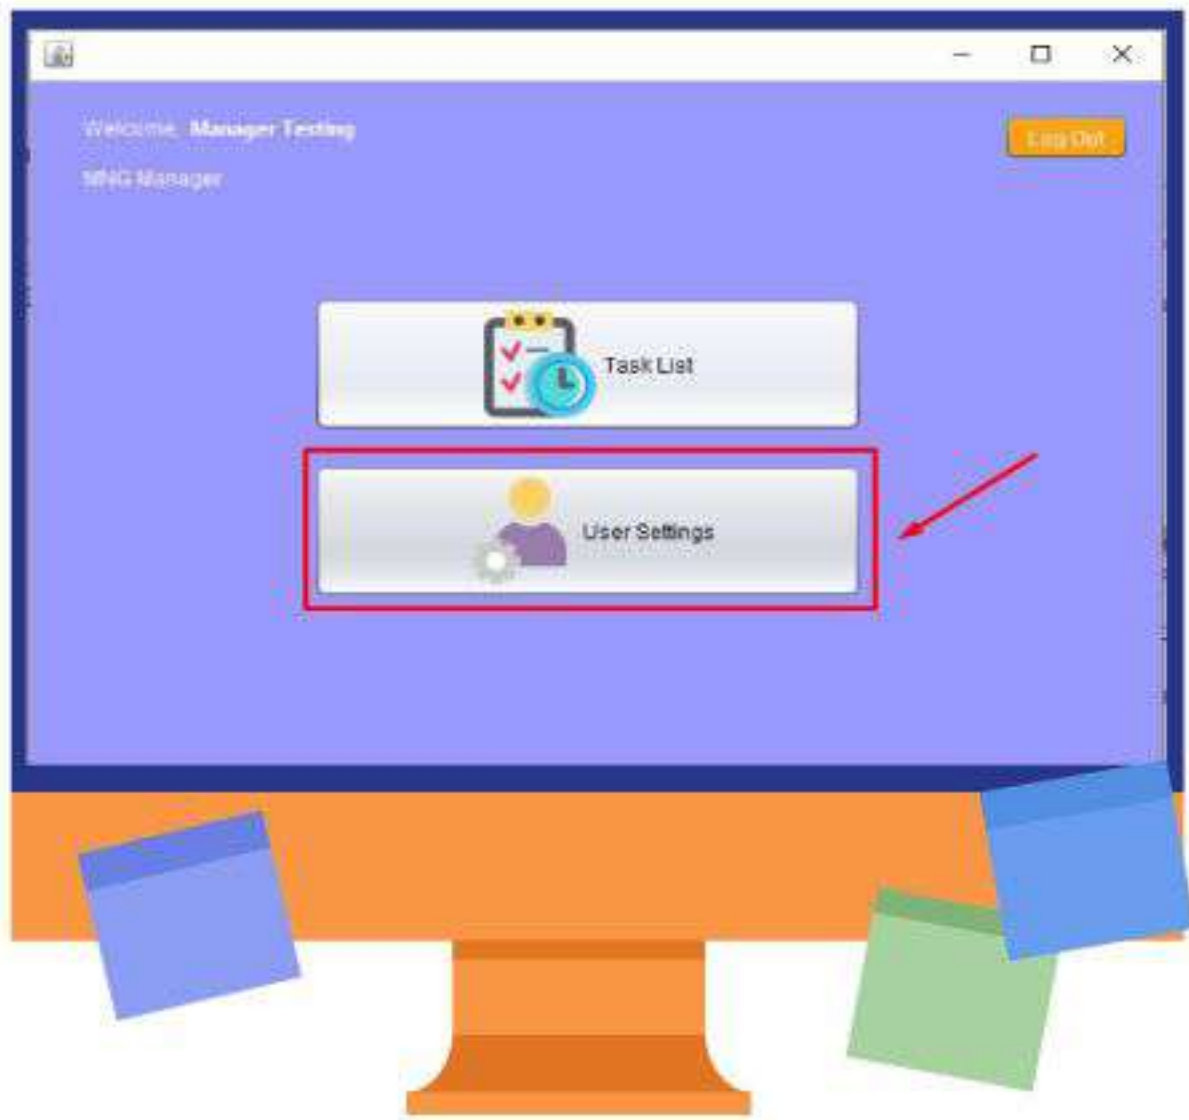 Welcome, Manager Testing
Log Out
MNG Manager
Task List
User Settings